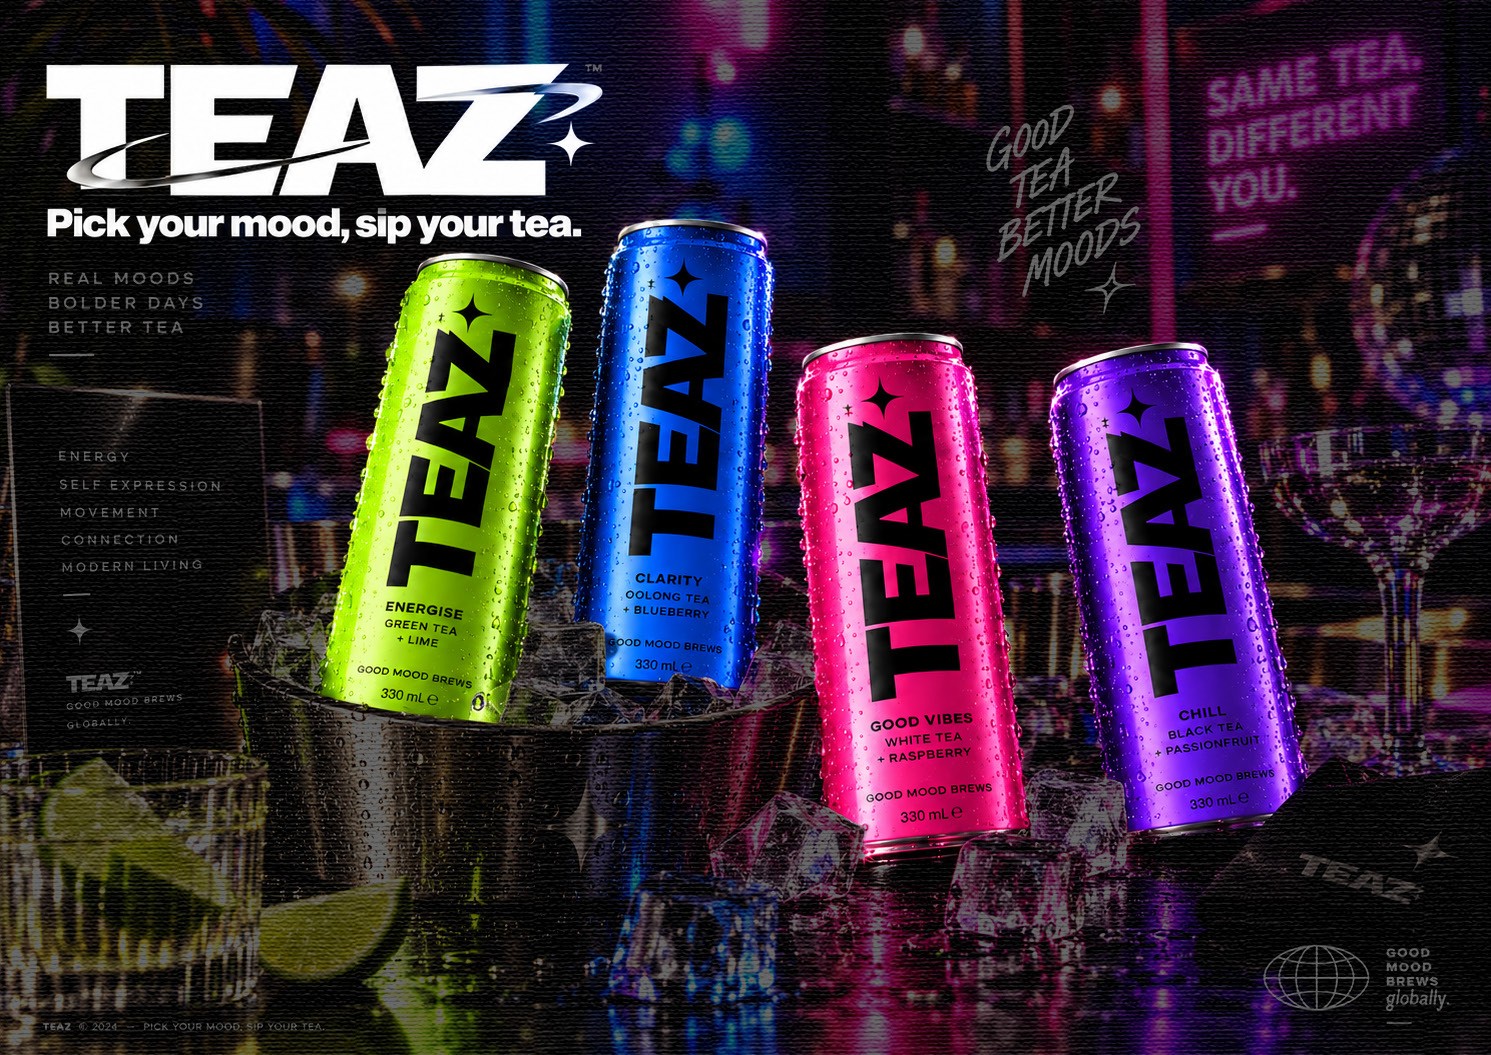 TEAZ™
Pick your mood, sip your tea.
REAL MOODS
BOLDER DAYS
BETTER TEA
GOOD
TEA
BETTER
MOODS
SAME TEA.
DIFFERENT
YOU.
ENERGY
SELF EXPRESSION
MOVEMENT
CONNECTION
MODERN LIVING
TEAZ™
GOOD MOOD BREWS
GLOBALLY.
TEAZ
ENERGISE
GREEN TEA
+ LIME
GOOD MOOD BREWS
330 mL ℮
TEAZ
CLARITY
OOLONG TEA
+ BLUEBERRY
GOOD MOOD BREWS
330 mL ℮
TEAZ
GOOD VIBES
WHITE TEA
+ RASPBERRY
GOOD MOOD BREWS
330 mL ℮
TEAZ
CHILL
BLACK TEA
+ PASSIONFRUIT
GOOD MOOD BREWS
330 mL ℮
TEAZ
GOOD
MOOD
BREWS
globally.
TEAZ © 2024 — PICK YOUR MOOD, SIP YOUR TEA.